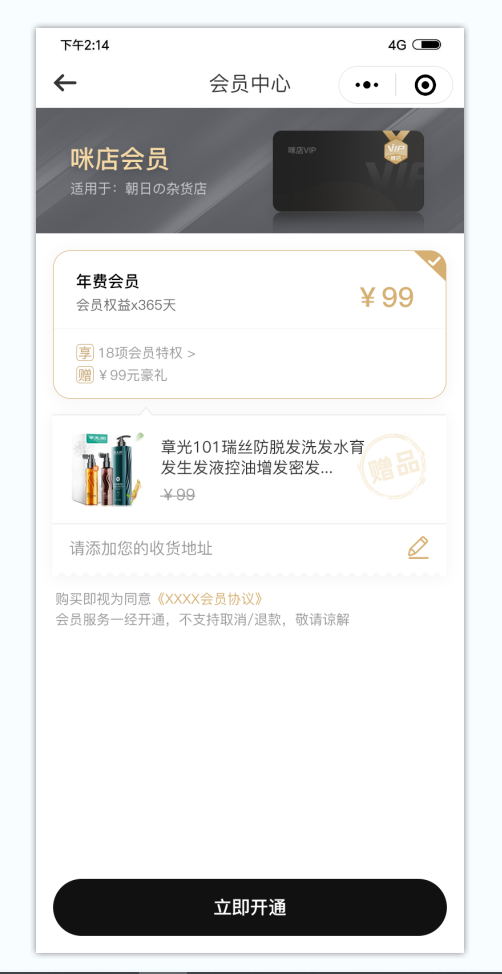 下午2:14
4G
会员中心
咪店会员
适用于：朝日の杂货店
咪店VIP
VIP
年费会员
会员权益x365天
￥99
享 18项会员特权 >
赠 ￥99元豪礼
章光101瑞丝防脱发洗发水育
发生发液控油增发密发...
￥99
赠品
请添加您的收货地址
购买即视为同意《XXXX会员协议》
会员服务一经开通，不支持取消/退款，敬请谅解
立即开通